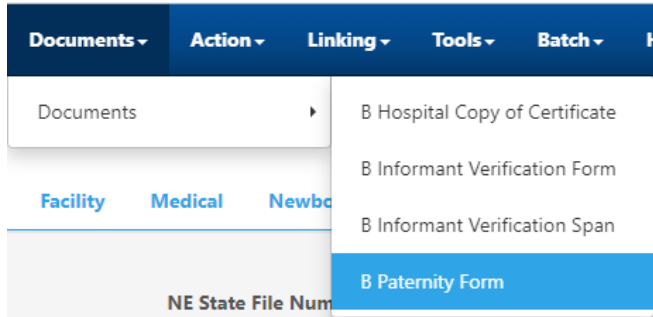 Documents Action Linking Tools Batch
Documents
B Hospital Copy of Certificate
B Informant Verification Form
B Informant Verification Span
B Paternity Form
Facility Medical
NE State File